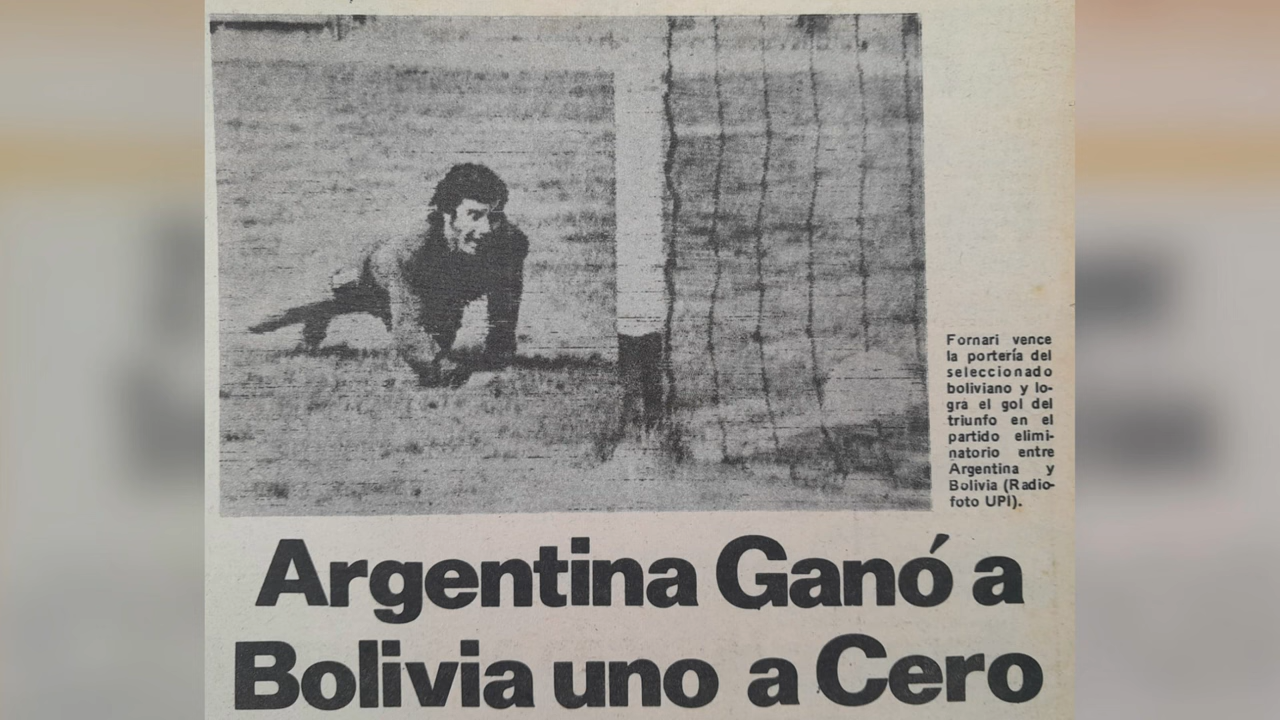 Fornari vence
la portería del
seleccionado
boliviano y lo-
gra el gol del
triunfo en el
partido elimi-
natorio entre
Argentina y
Bolivia (Radio-
foto UPI).
Argentina Ganó a
Bolivia uno a Cero